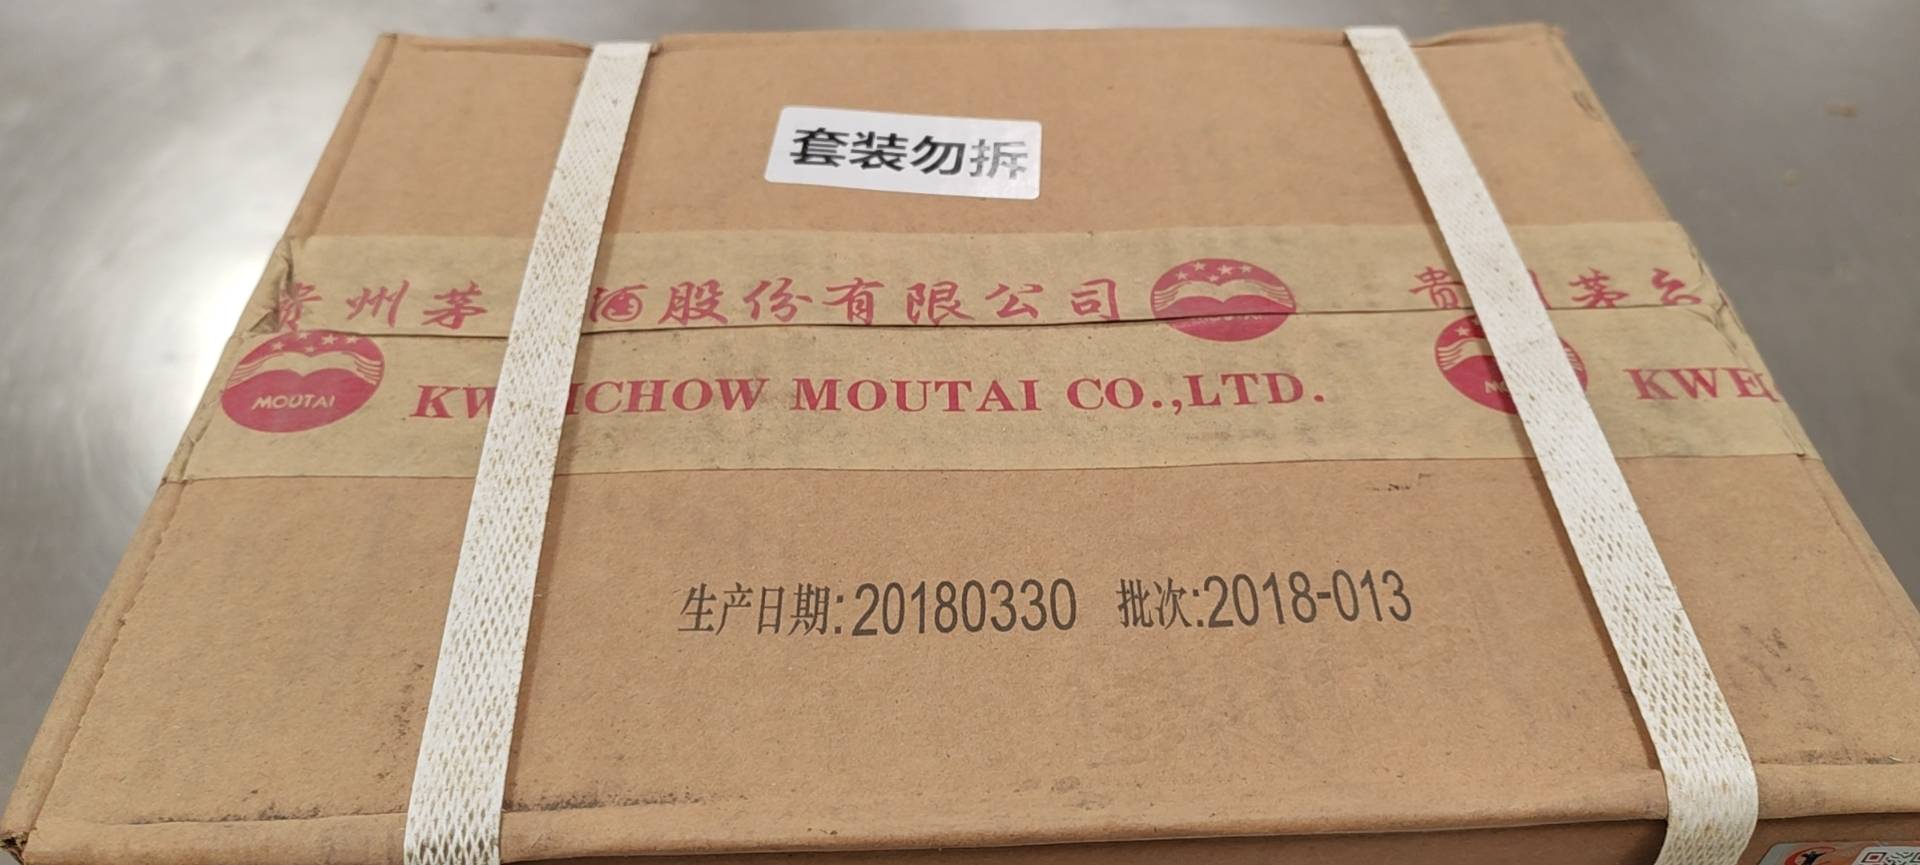 套装勿拆
贵州茅 酒股份有限公司 贵 州茅台
MOUTAI KW ICHOW MOUTAI CO.,LTD. KWE
生产日期:20180330 批次:2018-013